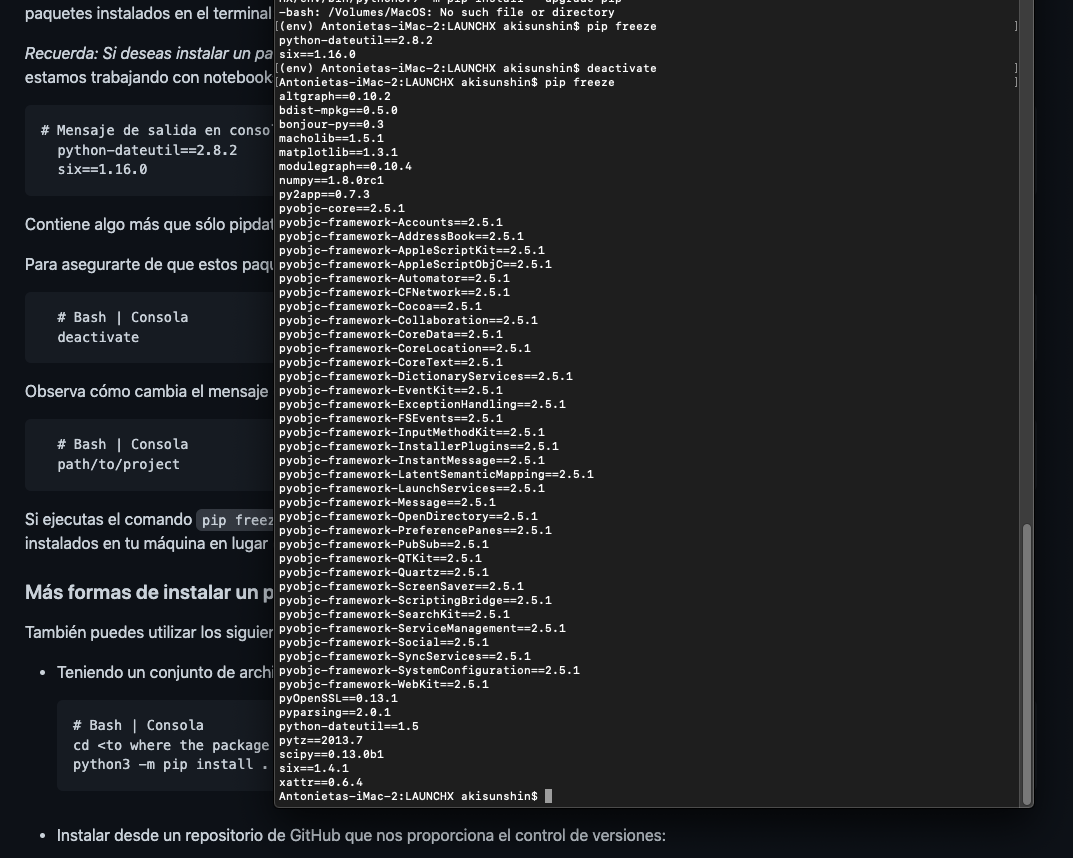 paquetes instalados en el terminal
Recuerda: Si deseas instalar un pa
estamos trabajando con notebook
# Mensaje de salida en conso
python-dateutil==2.8.2
six==1.16.0
Contiene algo más que sólo pipdat
Para asegurarte de que estos paqu
# Bash | Consola
deactivate
Observa cómo cambia el mensaje
# Bash | Consola
path/to/project
Si ejecutas el comando pip freez
instalados en tu máquina en lugar
Más formas de instalar un p
También puedes utilizar los siguier
• Teniendo un conjunto de archi
# Bash | Consola
cd <to where the package
python3 -m pip install .
• Instalar desde un repositorio de GitHub que nos proporciona el control de versiones:
-bash: /Volumes/MacOS: No such file or directory
[(env) Antonietas-iMac-2:LAUNCHX akisunshin$ pip freeze ]
python-dateutil==2.8.2
six==1.16.0
[(env) Antonietas-iMac-2:LAUNCHX akisunshin$ deactivate ]
[Antonietas-iMac-2:LAUNCHX akisunshin$ pip freeze ]
altgraph==0.10.2
bdist-mpkg==0.5.0
bonjour-py==0.3
macholib==1.5.1
matplotlib==1.3.1
modulegraph==0.10.4
numpy==1.8.0rc1
py2app==0.7.3
pyobjc-core==2.5.1
pyobjc-framework-Accounts==2.5.1
pyobjc-framework-AddressBook==2.5.1
pyobjc-framework-AppleScriptKit==2.5.1
pyobjc-framework-AppleScriptObjC==2.5.1
pyobjc-framework-Automator==2.5.1
pyobjc-framework-CFNetwork==2.5.1
pyobjc-framework-Cocoa==2.5.1
pyobjc-framework-Collaboration==2.5.1
pyobjc-framework-CoreData==2.5.1
pyobjc-framework-CoreLocation==2.5.1
pyobjc-framework-CoreText==2.5.1
pyobjc-framework-DictionaryServices==2.5.1
pyobjc-framework-EventKit==2.5.1
pyobjc-framework-ExceptionHandling==2.5.1
pyobjc-framework-FSEvents==2.5.1
pyobjc-framework-InputMethodKit==2.5.1
pyobjc-framework-InstallerPlugins==2.5.1
pyobjc-framework-InstantMessage==2.5.1
pyobjc-framework-LatentSemanticMapping==2.5.1
pyobjc-framework-LaunchServices==2.5.1
pyobjc-framework-Message==2.5.1
pyobjc-framework-OpenDirectory==2.5.1
pyobjc-framework-PreferencePanes==2.5.1
pyobjc-framework-PubSub==2.5.1
pyobjc-framework-QTKit==2.5.1
pyobjc-framework-Quartz==2.5.1
pyobjc-framework-ScreenSaver==2.5.1
pyobjc-framework-ScriptingBridge==2.5.1
pyobjc-framework-SearchKit==2.5.1
pyobjc-framework-ServiceManagement==2.5.1
pyobjc-framework-Social==2.5.1
pyobjc-framework-SyncServices==2.5.1
pyobjc-framework-SystemConfiguration==2.5.1
pyobjc-framework-WebKit==2.5.1
pyOpenSSL==0.13.1
pyparsing==2.0.1
python-dateutil==1.5
pytz==2013.7
scipy==0.13.0b1
six==1.4.1
xattr==0.6.4
Antonietas-iMac-2:LAUNCHX akisunshin$